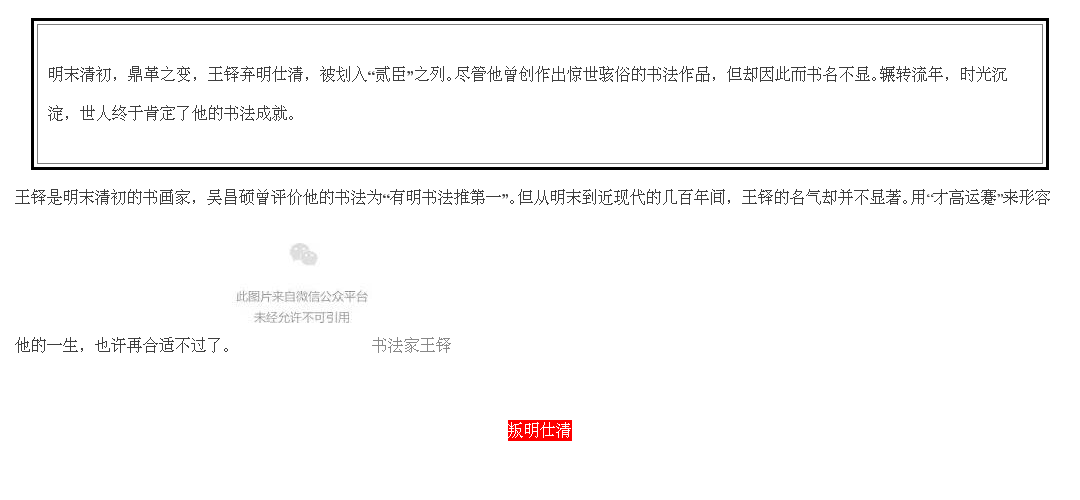 明末清初，鼎革之变，王铎弃明仕清，被划入“贰臣”之列。尽管他曾创作出惊世骇俗的书法作品，但却因此而书名不显。辗转流年，时光沉
淀，世人终于肯定了他的书法成就。
王铎是明末清初的书画家，吴昌硕曾评价他的书法为“有明书法推第一”。但从明末到近现代的几百年间，王铎的名气却并不显著。用“才高运蹇”来形容
此图片来自微信公众平台
未经允许不可引用
他的一生，也许再合适不过了。
书法家王铎
叛明仕清